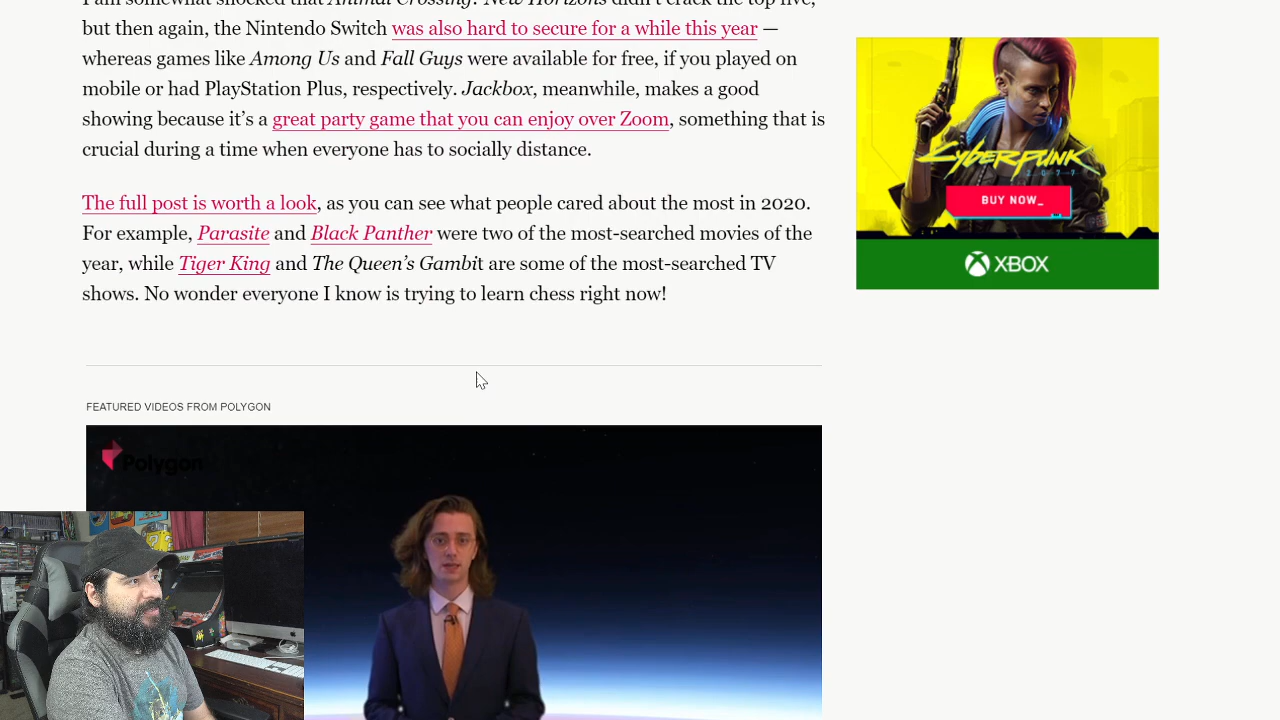 I am somewhat shocked that Animal Crossing: New Horizons didn't crack the top five,
but then again, the Nintendo Switch was also hard to secure for a while this year —
whereas games like Among Us and Fall Guys were available for free, if you played on
mobile or had PlayStation Plus, respectively. Jackbox, meanwhile, makes a good
showing because it's a great party game that you can enjoy over Zoom, something that is
crucial during a time when everyone has to socially distance.
The full post is worth a look, as you can see what people cared about the most in 2020.
For example, Parasite and Black Panther were two of the most-searched movies of the
year, while Tiger King and The Queen's Gambit are some of the most-searched TV
shows. No wonder everyone I know is trying to learn chess right now!
Cyberpunk
2077
BUY NOW_
XBOX
FEATURED VIDEOS FROM POLYGON
Polygon